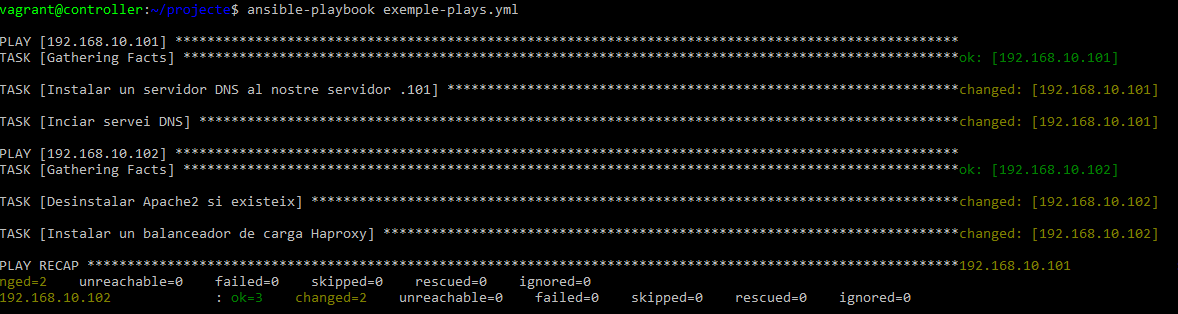 vagrant@controller:~/projecte$ ansible-playbook exemple-plays.yml
PLAY [192.168.10.101] **************************************************************************************************
TASK [Gathering Facts] *************************************************************************************************ok: [192.168.10.101]
TASK [Instalar un servidor DNS al nostre servidor .101] ****************************************************************changed: [192.168.10.101]
TASK [Inciar servei DNS] ***********************************************************************************************changed: [192.168.10.101]
PLAY [192.168.10.102] **************************************************************************************************
TASK [Gathering Facts] *************************************************************************************************ok: [192.168.10.102]
TASK [Desinstalar Apache2 si existeix] *********************************************************************************changed: [192.168.10.102]
TASK [Instalar un balanceador de carga Haproxy] ************************************************************************changed: [192.168.10.102]
PLAY RECAP *************************************************************************************************************192.168.10.101
nged=2    unreachable=0    failed=0    skipped=0    rescued=0    ignored=0
192.168.10.102             : ok=3    changed=2    unreachable=0    failed=0    skipped=0    rescued=0    ignored=0